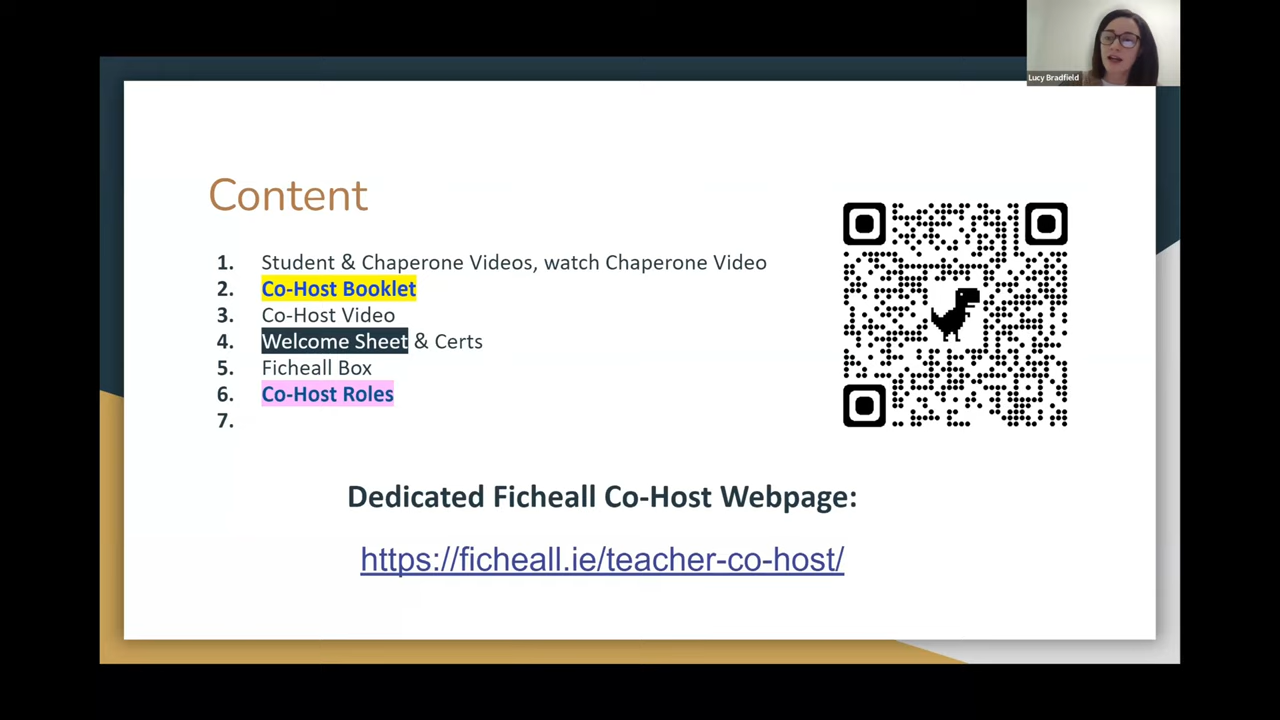 Lucy Bradfield
Content
1. Student & Chaperone Videos, watch Chaperone Video
2. Co-Host Booklet
3. Co-Host Video
4. Welcome Sheet & Certs
5. Ficheall Box
6. Co-Host Roles
7.
Dedicated Ficheall Co-Host Webpage:
https://ficheall.ie/teacher-co-host/